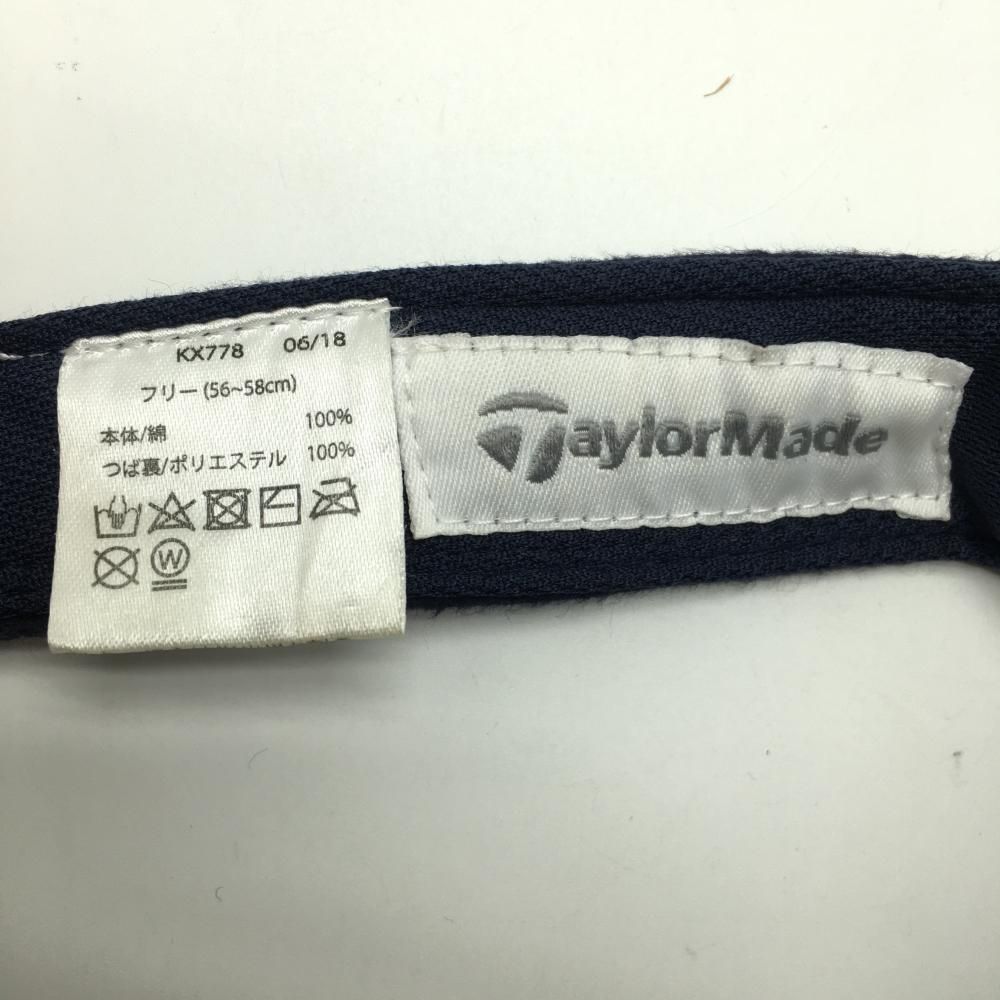 KX778 06/18
フリー (56~58cm)
本体/綿 100%
つば裏/ポリエステル 100%
W
TaylorMade